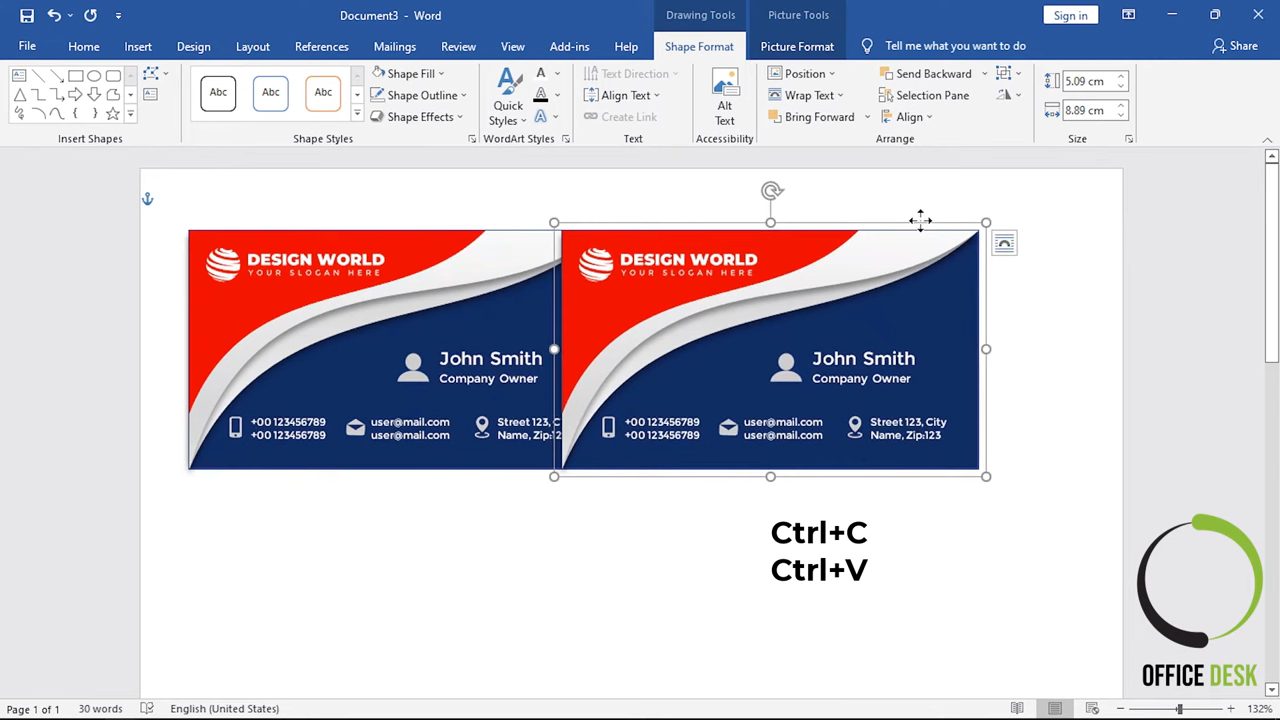 Document3 - Word
Drawing Tools
Picture Tools
Sign in
File
Home
Insert
Design
Layout
References
Mailings
Review
View
Add-ins
Help
Shape Format
Picture Format
Tell me what you want to do
Share
Abc
Abc
Abc
Shape Fill
Shape Outline
Shape Effects
Quick
Styles
A
A
A
Text Direction
Align Text
Create Link
Alt
Text
Position
Wrap Text
Bring Forward
Send Backward
Selection Pane
Align
5.09 cm
8.89 cm
Insert Shapes
Shape Styles
WordArt Styles
Text
Accessibility
Arrange
Size
DESIGN WORLD
YOUR SLOGAN HERE
John Smith
Company Owner
+00 123456789
+00 123456789
user@mail.com
user@mail.com
Street 123, C
Name, Zip:12
DESIGN WORLD
YOUR SLOGAN HERE
John Smith
Company Owner
+00 123456789
+00 123456789
user@mail.com
user@mail.com
Street 123, City
Name, Zip:123
Ctrl+C
Ctrl+V
OFFICE DESK
Page 1 of 1
30 words
English (United States)
132%